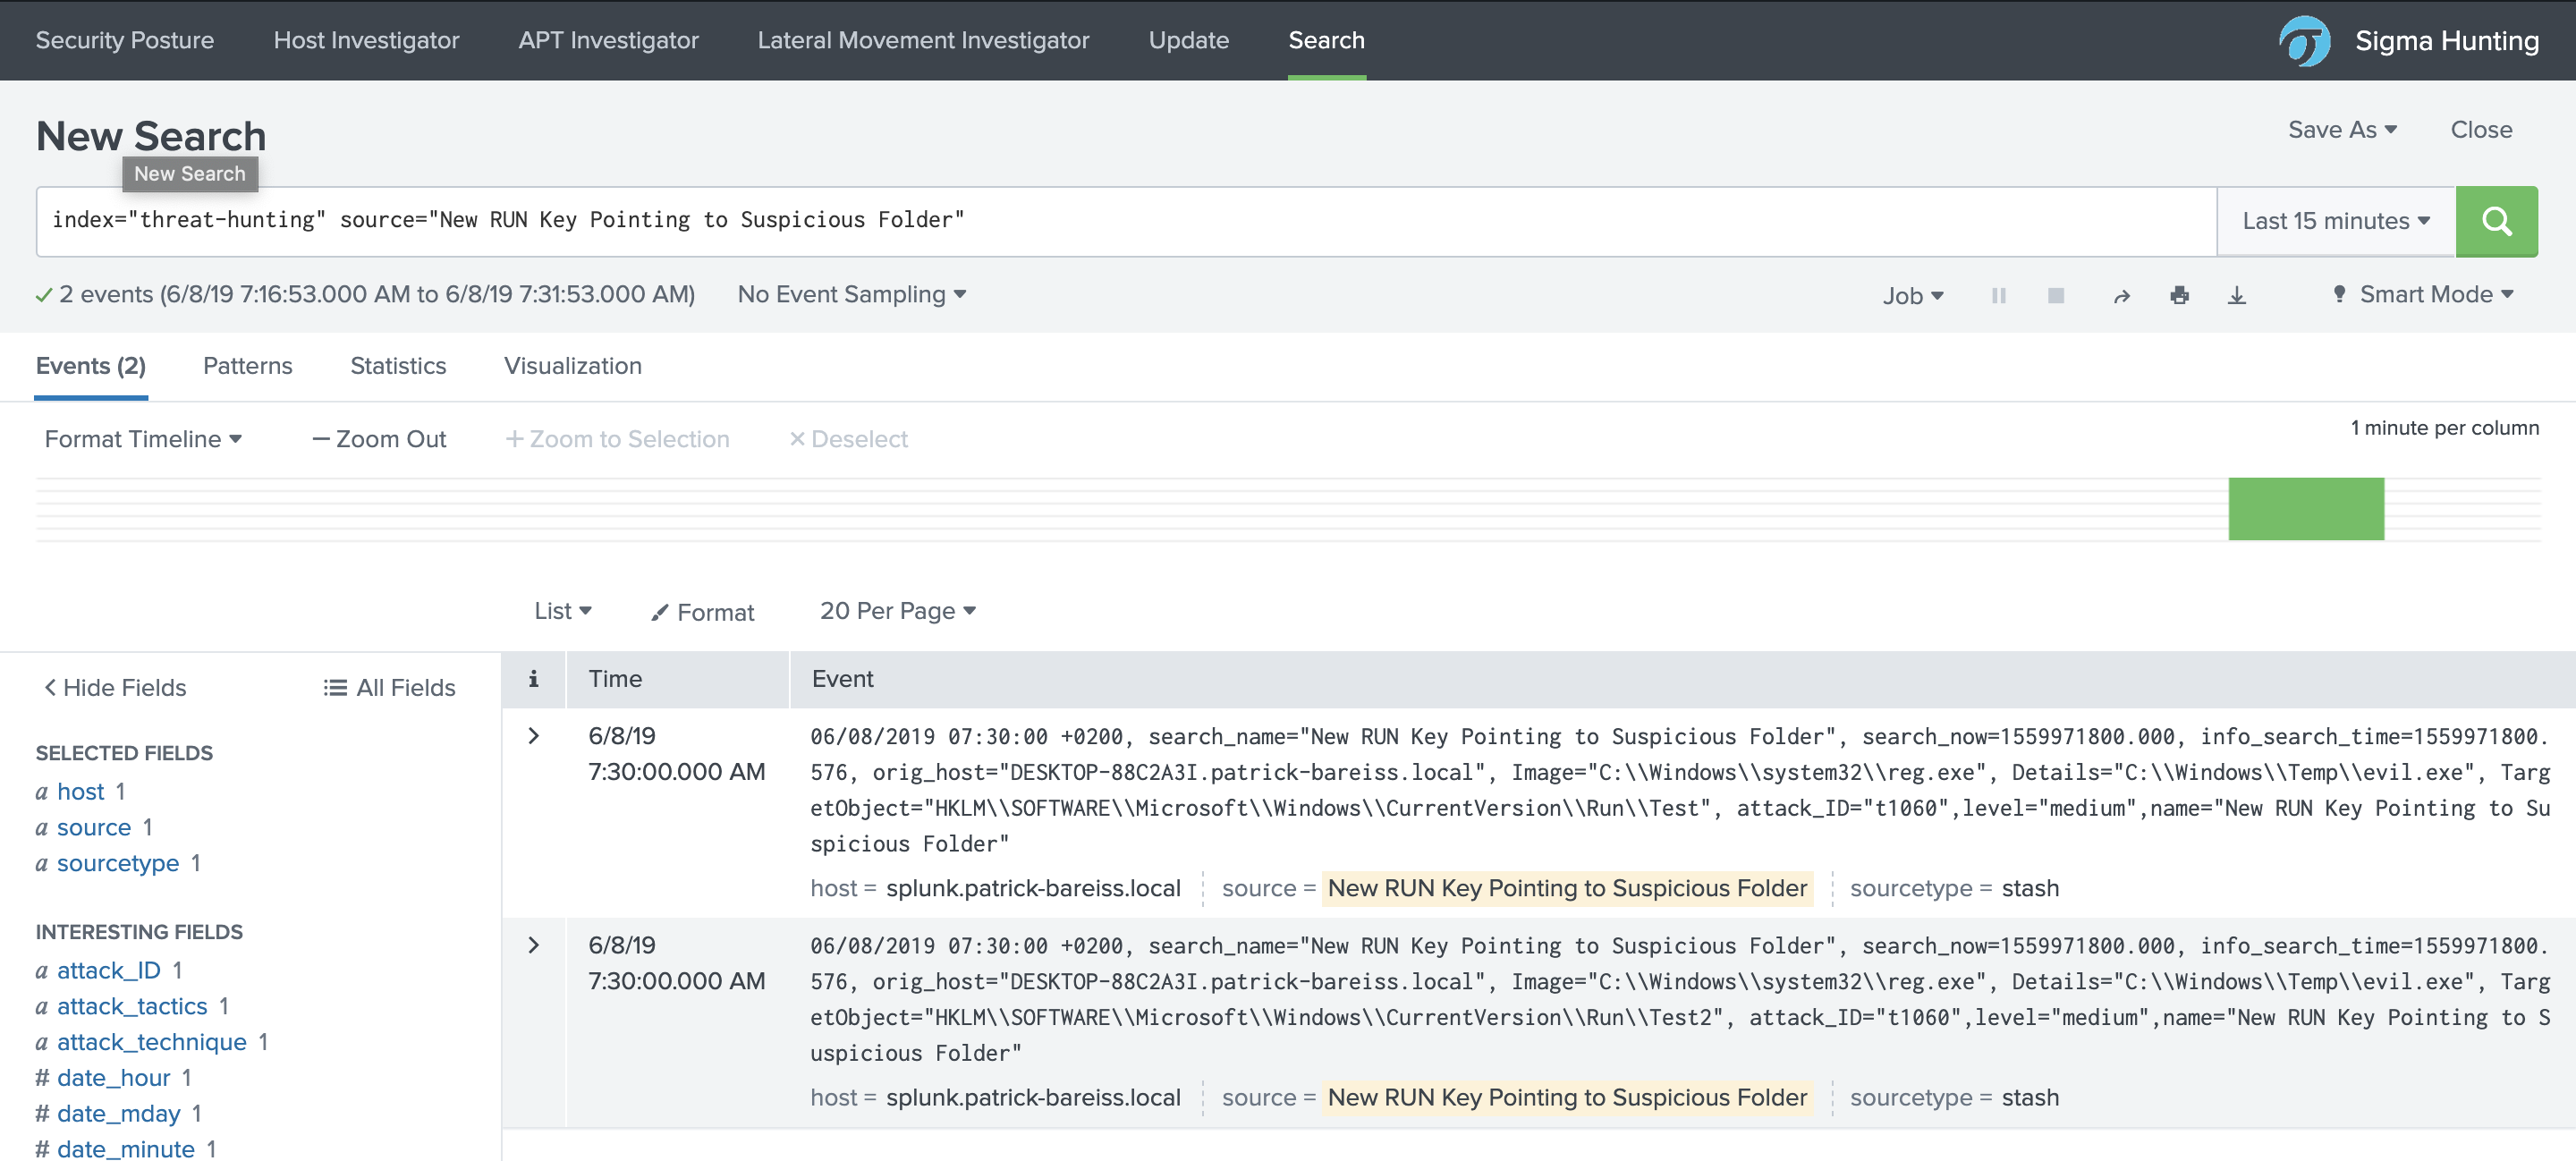 Security Posture Host Investigator APT Investigator Lateral Movement Investigator Update Search Sigma Hunting
New Search Save As Close
New Search
index="threat-hunting" source="New RUN Key Pointing to Suspicious Folder" Last 15 minutes
2 events (6/8/19 7:16:53.000 AM to 6/8/19 7:31:53.000 AM) No Event Sampling Job Smart Mode
Events (2) Patterns Statistics Visualization
Format Timeline — Zoom Out + Zoom to Selection × Deselect 1 minute per column
List Format 20 Per Page
< Hide Fields All Fields
SELECTED FIELDS
a host 1
a source 1
a sourcetype 1
INTERESTING FIELDS
a attack_ID 1
a attack_tactics 1
a attack_technique 1
# date_hour 1
# date_mday 1
# date_minute 1
i Time Event
> 6/8/19
7:30:00.000 AM
06/08/2019 07:30:00 +0200, search_name="New RUN Key Pointing to Suspicious Folder", search_now=1559971800.000, info_search_time=1559971800.
576, orig_host="DESKTOP-88C2A3I.patrick-bareiss.local", Image="C:\\Windows\\system32\\reg.exe", Details="C:\\Windows\\Temp\\evil.exe", Targ
etObject="HKLM\\SOFTWARE\\Microsoft\\Windows\\CurrentVersion\\Run\\Test", attack_ID="t1060",level="medium",name="New RUN Key Pointing to Su
spicious Folder"
host = splunk.patrick-bareiss.local source = New RUN Key Pointing to Suspicious Folder sourcetype = stash
> 6/8/19
7:30:00.000 AM
06/08/2019 07:30:00 +0200, search_name="New RUN Key Pointing to Suspicious Folder", search_now=1559971800.000, info_search_time=1559971800.
576, orig_host="DESKTOP-88C2A3I.patrick-bareiss.local", Image="C:\\Windows\\system32\\reg.exe", Details="C:\\Windows\\Temp\\evil.exe", Targ
etObject="HKLM\\SOFTWARE\\Microsoft\\Windows\\CurrentVersion\\Run\\Test2", attack_ID="t1060",level="medium",name="New RUN Key Pointing to S
uspicious Folder"
host = splunk.patrick-bareiss.local source = New RUN Key Pointing to Suspicious Folder sourcetype = stash